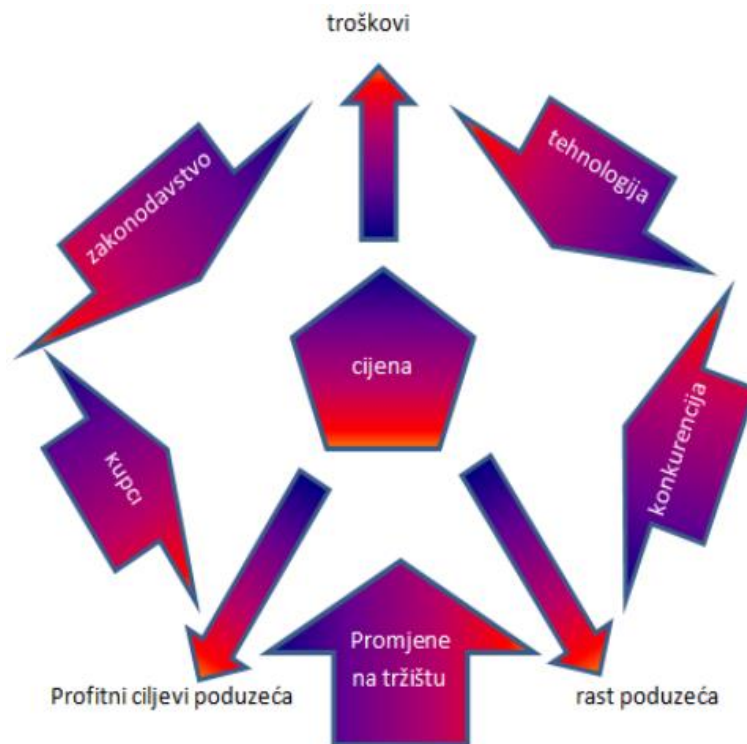 troškovi
zakonodavstvo
tehnologija
cijena
kupci
konkurencija
Promjene
na tržištu
Profitni ciljevi poduzeća
rast poduzeća